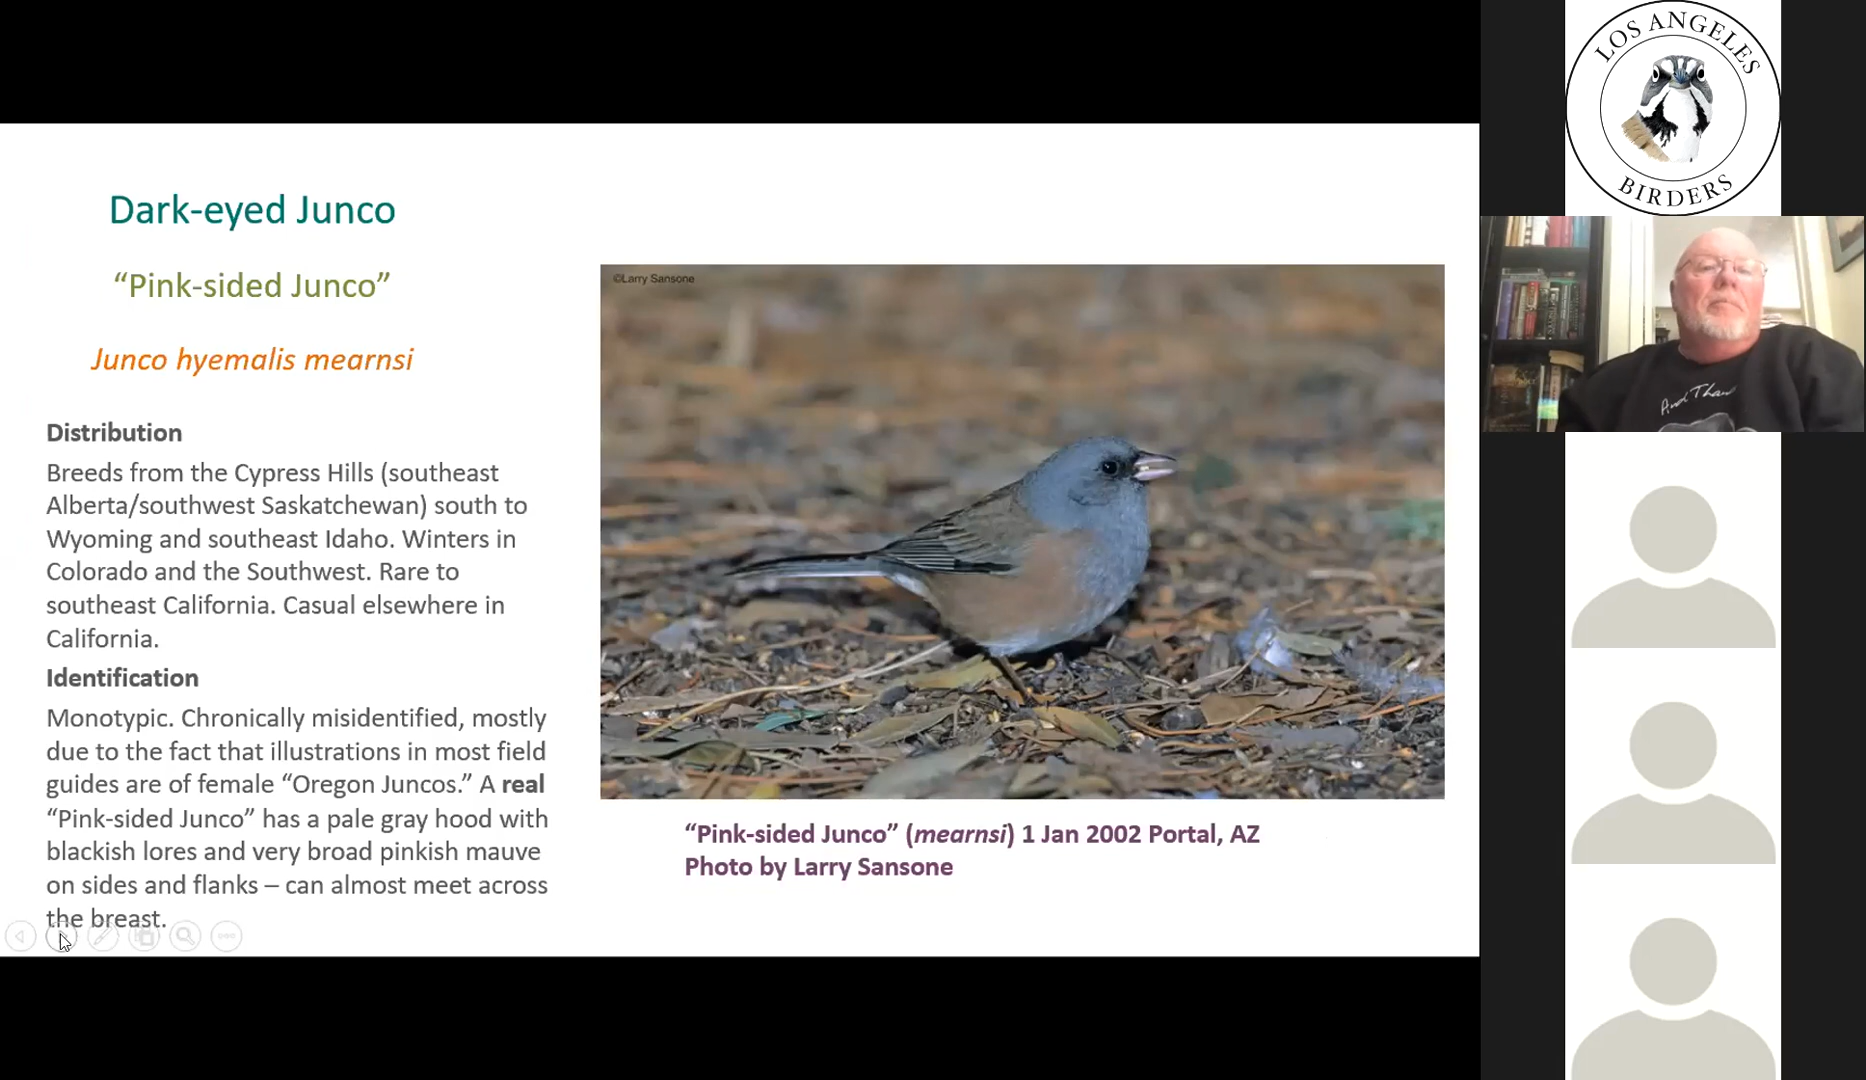 Dark-eyed Junco
“Pink-sided Junco”
Junco hyemalis mearnsi
Distribution
Breeds from the Cypress Hills (southeast
Alberta/southwest Saskatchewan) south to
Wyoming and southeast Idaho. Winters in
Colorado and the Southwest. Rare to
southeast California. Casual elsewhere in
California.
Identification
Monotypic. Chronically misidentified, mostly
due to the fact that illustrations in most field
guides are of female “Oregon Juncos.” A real
“Pink-sided Junco” has a pale gray hood with
blackish lores and very broad pinkish mauve
on sides and flanks – can almost meet across
the breast.
©Larry Sansone
“Pink-sided Junco” (mearnsi) 1 Jan 2002 Portal, AZ
Photo by Larry Sansone
LOS ANGELES
BIRDERS
And Then